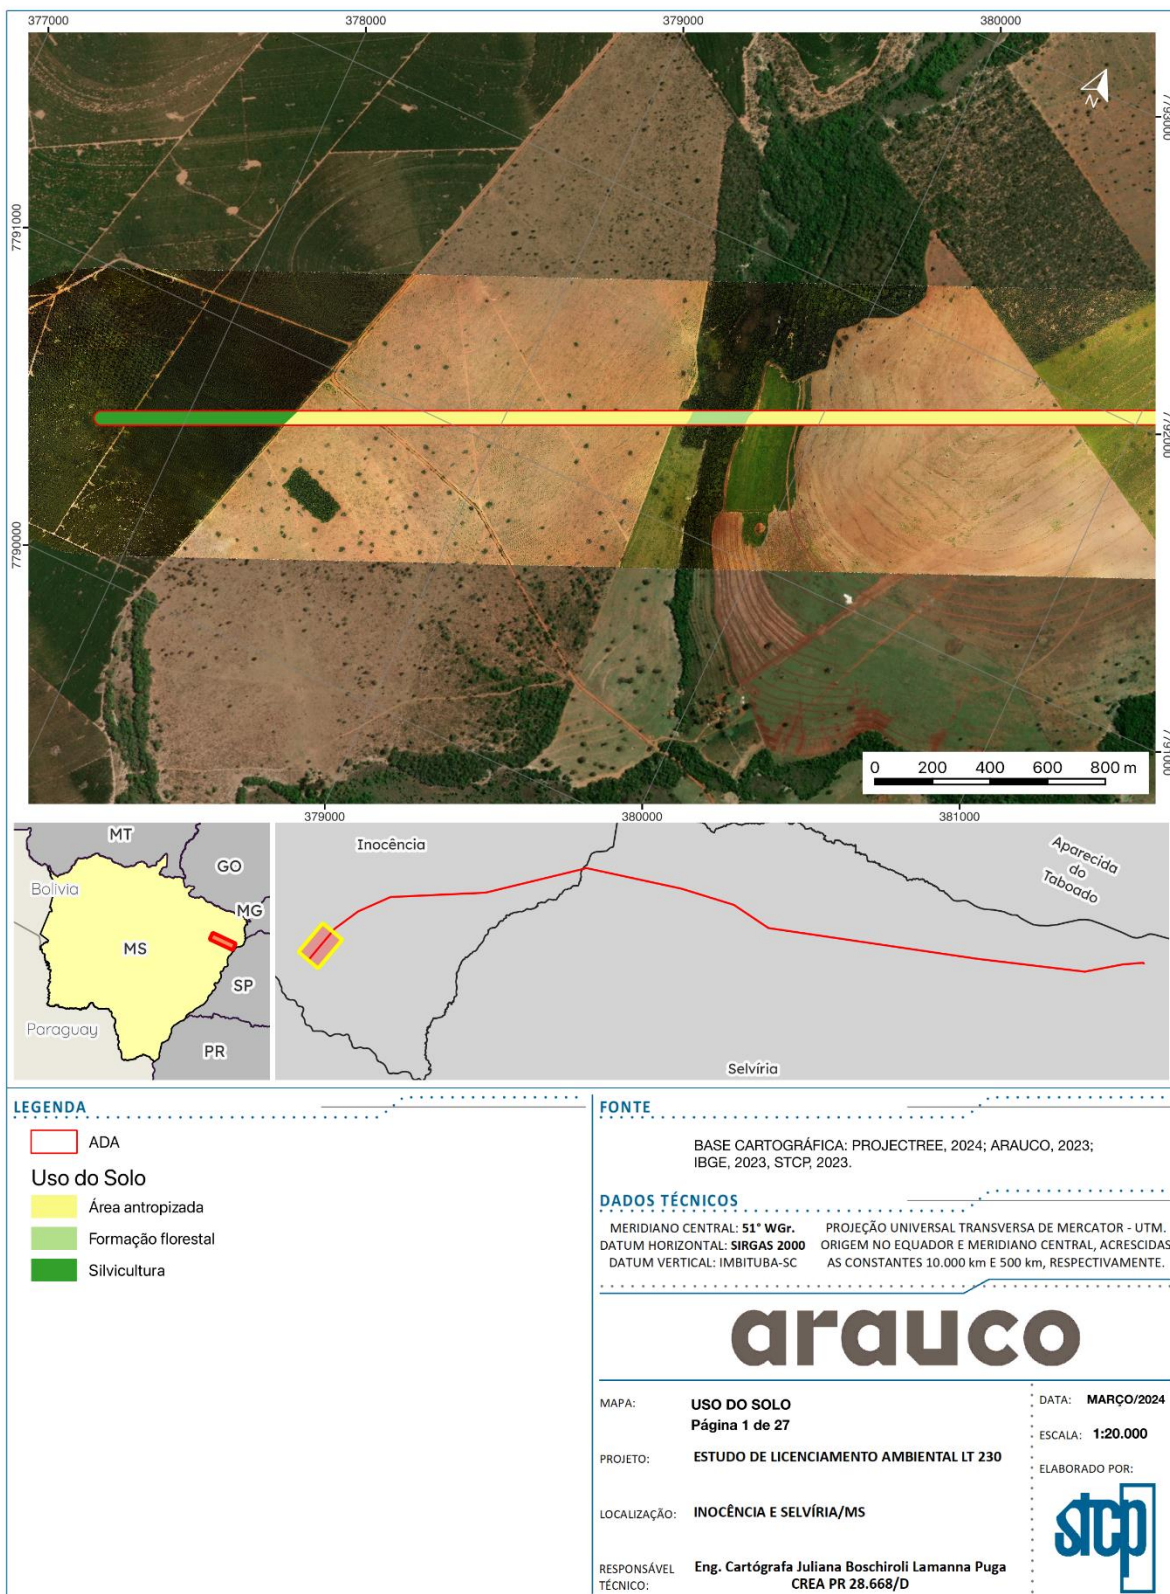 377000
378000
379000
380000
7793000
7791000
7792000
7790000
7791000
N
0 200 400 600 800 m
379000
380000
381000
MT
GO
Bolivia
MG
MS
SP
Paraguay
PR
Inocência
Aparecida
do
Taboado
Selvíria
LEGENDA
ADA
Uso do Solo
Área antropizada
Formação florestal
Silvicultura
FONTE
BASE CARTOGRÁFICA: PROJECTREE, 2024; ARAUCO, 2023;
IBGE, 2023, STCP, 2023.
DADOS TÉCNICOS
MERIDIANO CENTRAL: 51° WGr.
DATUM HORIZONTAL: SIRGAS 2000
DATUM VERTICAL: IMBITUBA-SC
PROJEÇÃO UNIVERSAL TRANSVERSA DE MERCATOR - UTM.
ORIGEM NO EQUADOR E MERIDIANO CENTRAL, ACRESCIDAS
AS CONSTANTES 10.000 km E 500 km, RESPECTIVAMENTE.
arauco
MAPA: USO DO SOLO
Página 1 de 27
PROJETO: ESTUDO DE LICENCIAMENTO AMBIENTAL LT 230
LOCALIZAÇÃO: INOCÊNCIA E SELVÍRIA/MS
RESPONSÁVEL
TÉCNICO:
Eng. Cartógrafa Juliana Boschiroli Lamanna Puga
CREA PR 28.668/D
DATA: MARÇO/2024
ESCALA: 1:20.000
ELABORADO POR:
stcp